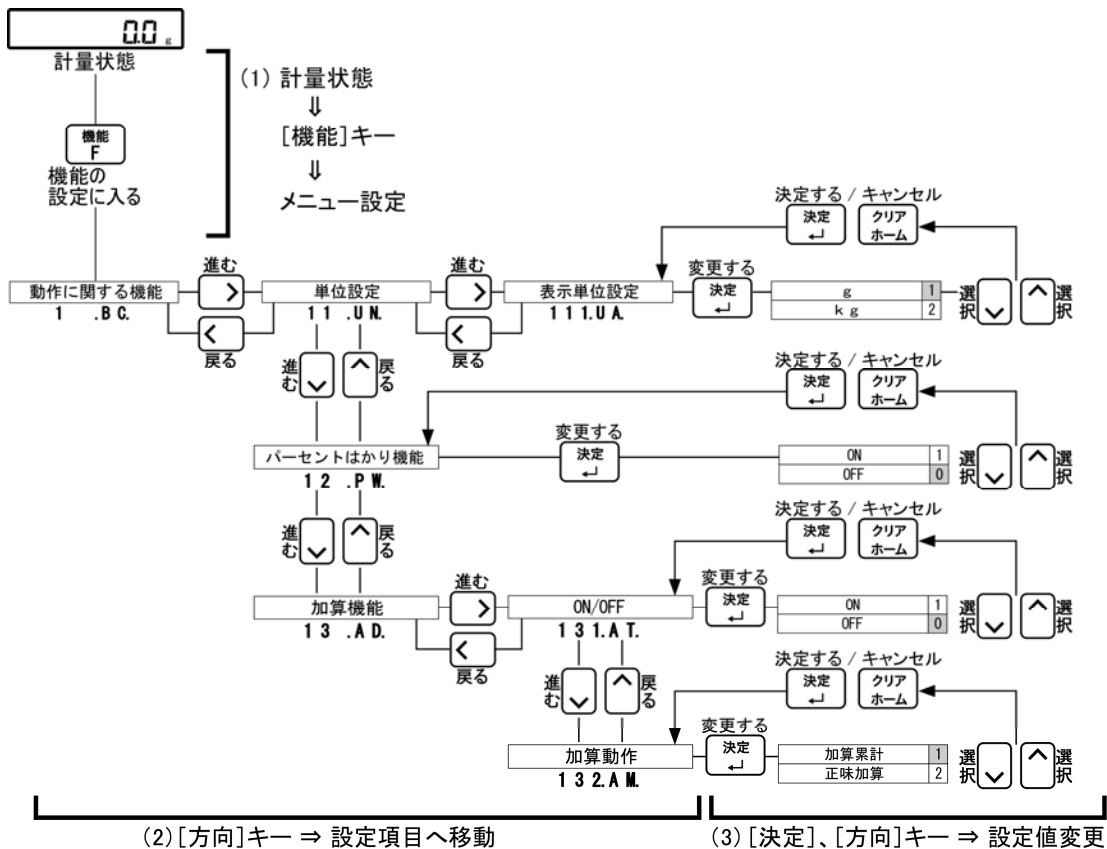 0.0 g
計量状態
機能
F
機能の
設定に入る
(1) 計量状態
⇓
[機能]キー
⇓
メニュー設定
決定する / キャンセル
決定
クリア
ホーム
動作に関する機能
1 .B C.
進む
戻る
単位設定
1 1 .U N.
進む
戻る
表示単位設定
1 1 1.U A.
変更する
決定
g 1
k g 2
選択
選択
進む
戻る
決定する / キャンセル
決定
クリア
ホーム
パーセントはかり機能
1 2 .P W.
変更する
決定
ON 1
OFF 0
選択
選択
進む
戻る
決定する / キャンセル
決定
クリア
ホーム
加算機能
1 3 .A D.
進む
戻る
ON/OFF
1 3 1.A T.
変更する
決定
ON 1
OFF 0
選択
選択
進む
戻る
決定する / キャンセル
決定
クリア
ホーム
加算動作
1 3 2.A M.
変更する
決定
加算累計 1
正味加算 2
選択
選択
(2) [方向]キー ⇒ 設定項目へ移動
(3) [決定]、[方向]キー ⇒ 設定値変更